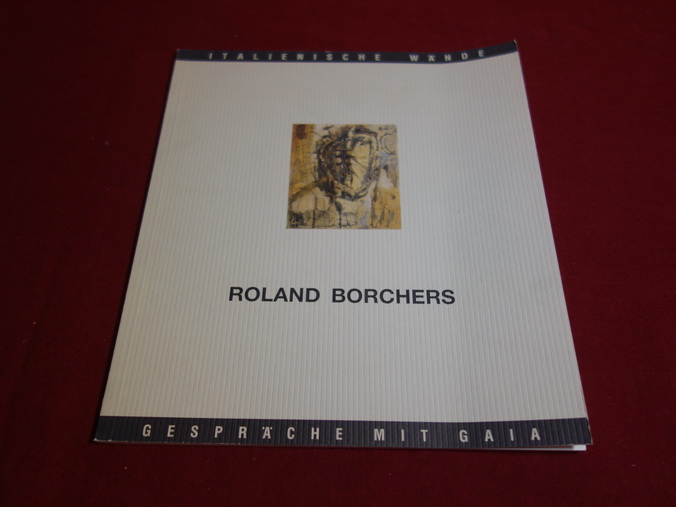 ITALIENISCHE WÄNDE
ROLAND BORCHERS
GESPRÄCHE MIT GAIA